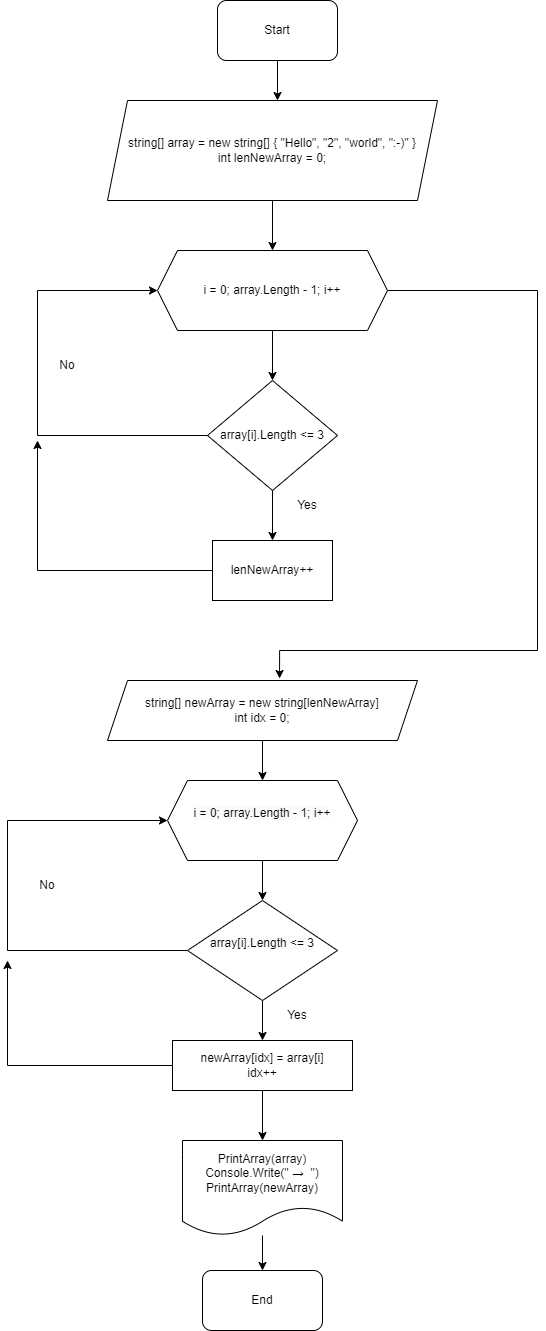 Start
string[] array = new string[] { "Hello", "2", "world", ":-)" }
int lenNewArray = 0;
i = 0; array.Length - 1; i++
No
array[i].Length <= 3
Yes
lenNewArray++
string[] newArray = new string[lenNewArray]
int idx = 0;
i = 0; array.Length - 1; i++
No
array[i].Length <= 3
Yes
newArray[idx] = array[i]
idx++
PrintArray(array)
Console.Write(" → ")
PrintArray(newArray)
End